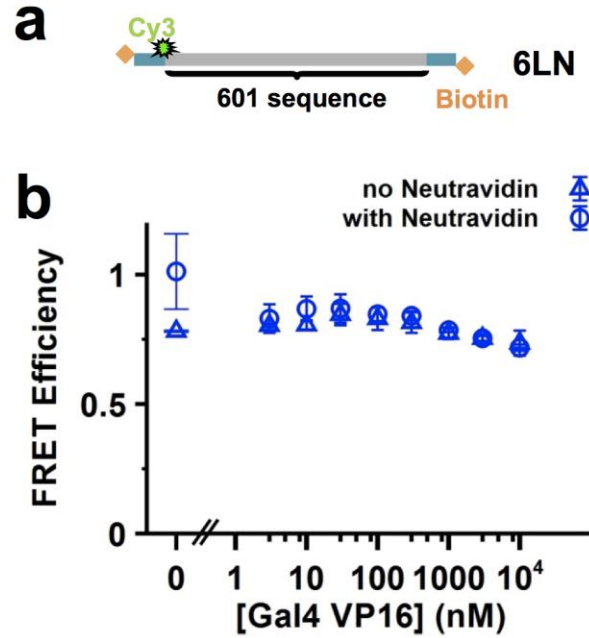 a
Cy3
6LN
601 sequence
Biotin
b
no Neutravidin
with Neutravidin
1
0.5
0
FRET Efficiency
0 1 10 100 1000 10⁴
[Gal4 VP16] (nM)